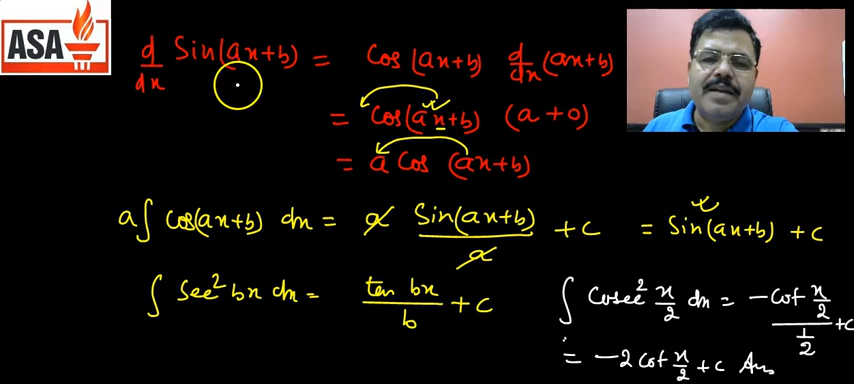 ASA
d/dx Sin(ax+b) = Cos(ax+b) d/dx(ax+b)
= Cos(ax+b) (a+0)
= a Cos (ax+b)
a∫ Cos(ax+b) dx = a Sin(ax+b)/a + c = Sin(ax+b) + c
∫ Sec² bx dx = tan bx/b + c
∫ Cosec² x/2 dx = -Cot x/2 / 1/2 + c
= -2 Cot x/2 + c Ans